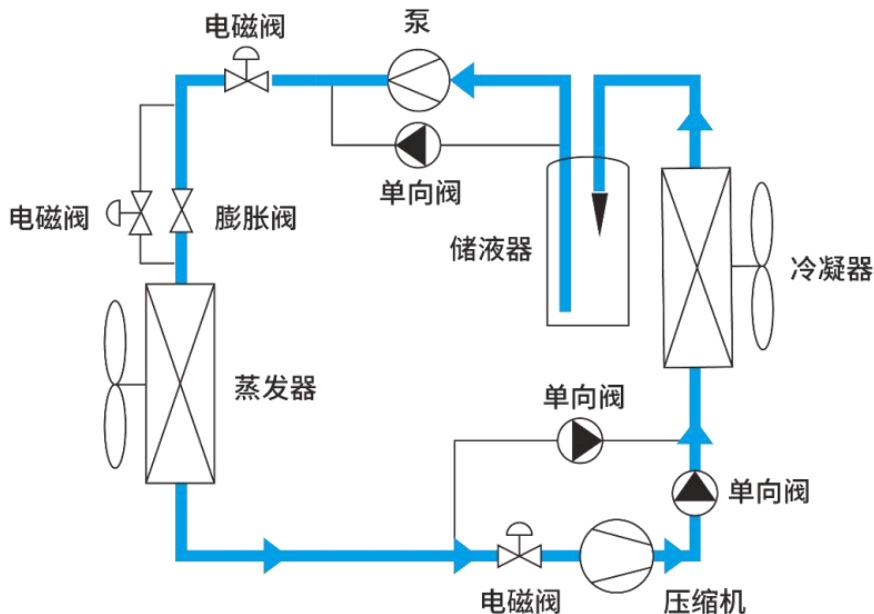 电磁阀
泵
单向阀
电磁阀
膨胀阀
储液器
冷凝器
蒸发器
单向阀
单向阀
电磁阀
压缩机